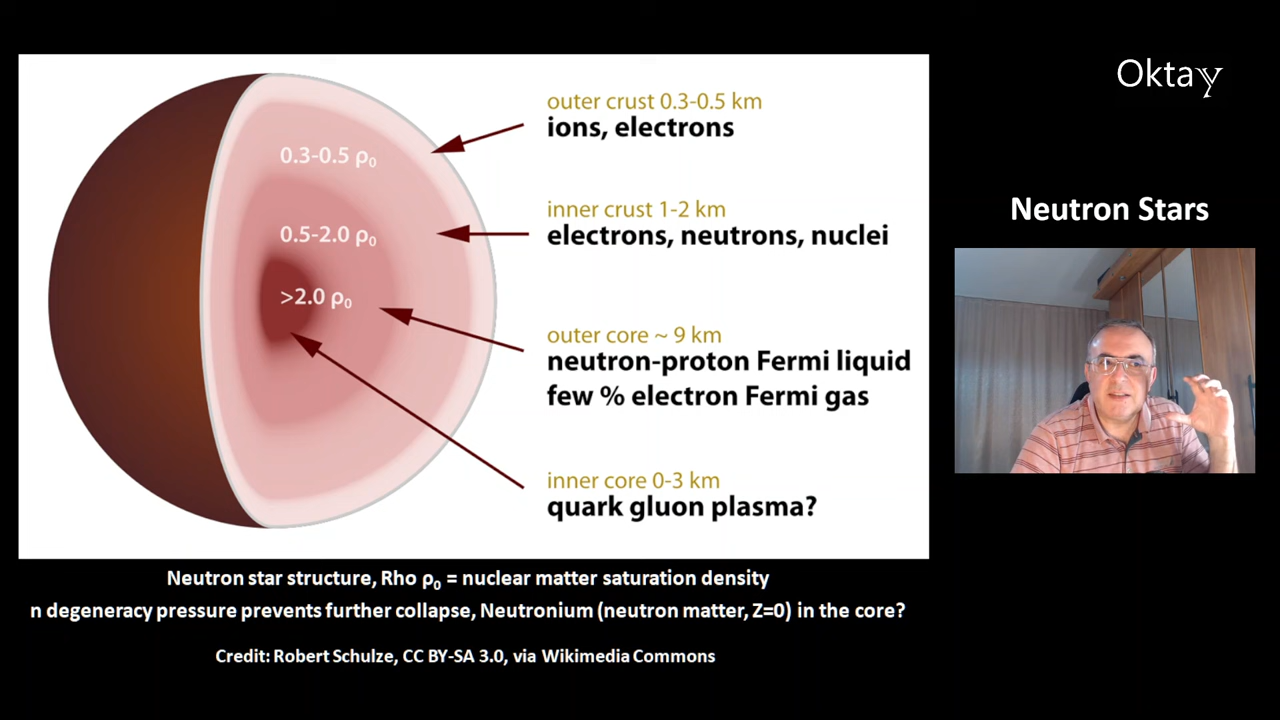 Oktay
Neutron Stars
outer crust 0.3-0.5 km
ions, electrons
inner crust 1-2 km
electrons, neutrons, nuclei
outer core ~ 9 km
neutron-proton Fermi liquid
few % electron Fermi gas
inner core 0-3 km
quark gluon plasma?
0.3-0.5 ρ₀
0.5-2.0 ρ₀
>2.0 ρ₀
Neutron star structure, Rho ρ₀ = nuclear matter saturation density
n degeneracy pressure prevents further collapse, Neutronium (neutron matter, Z=0) in the core?
Credit: Robert Schulze, CC BY-SA 3.0, via Wikimedia Commons